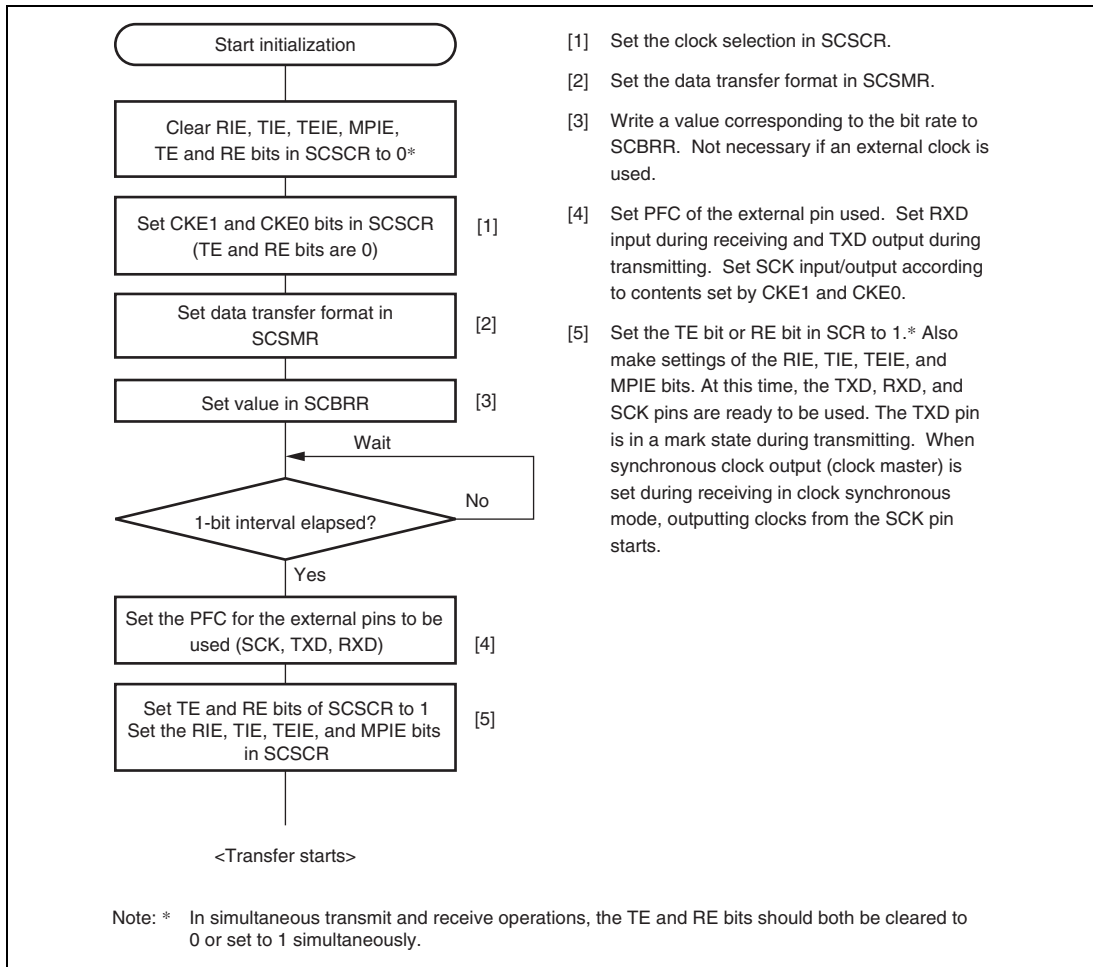 Start initialization
Clear RIE, TIE, TEIE, MPIE,
TE and RE bits in SCSCR to 0*
Set CKE1 and CKE0 bits in SCSCR
(TE and RE bits are 0)
[1]
Set data transfer format in
SCSMR
[2]
Set value in SCBRR
[3]
Wait
1-bit interval elapsed?
No
Yes
Set the PFC for the external pins to be
used (SCK, TXD, RXD)
[4]
Set TE and RE bits of SCSCR to 1
Set the RIE, TIE, TEIE, and MPIE bits
in SCSCR
[5]
<Transfer starts>
[1] Set the clock selection in SCSCR.
[2] Set the data transfer format in SCSMR.
[3] Write a value corresponding to the bit rate to
SCBRR. Not necessary if an external clock is
used.
[4] Set PFC of the external pin used. Set RXD
input during receiving and TXD output during
transmitting. Set SCK input/output according
to contents set by CKE1 and CKE0.
[5] Set the TE bit or RE bit in SCR to 1.* Also
make settings of the RIE, TIE, TEIE, and
MPIE bits. At this time, the TXD, RXD, and
SCK pins are ready to be used. The TXD pin
is in a mark state during transmitting. When
synchronous clock output (clock master) is
set during receiving in clock synchronous
mode, outputting clocks from the SCK pin
starts.
Note: * In simultaneous transmit and receive operations, the TE and RE bits should both be cleared to
0 or set to 1 simultaneously.